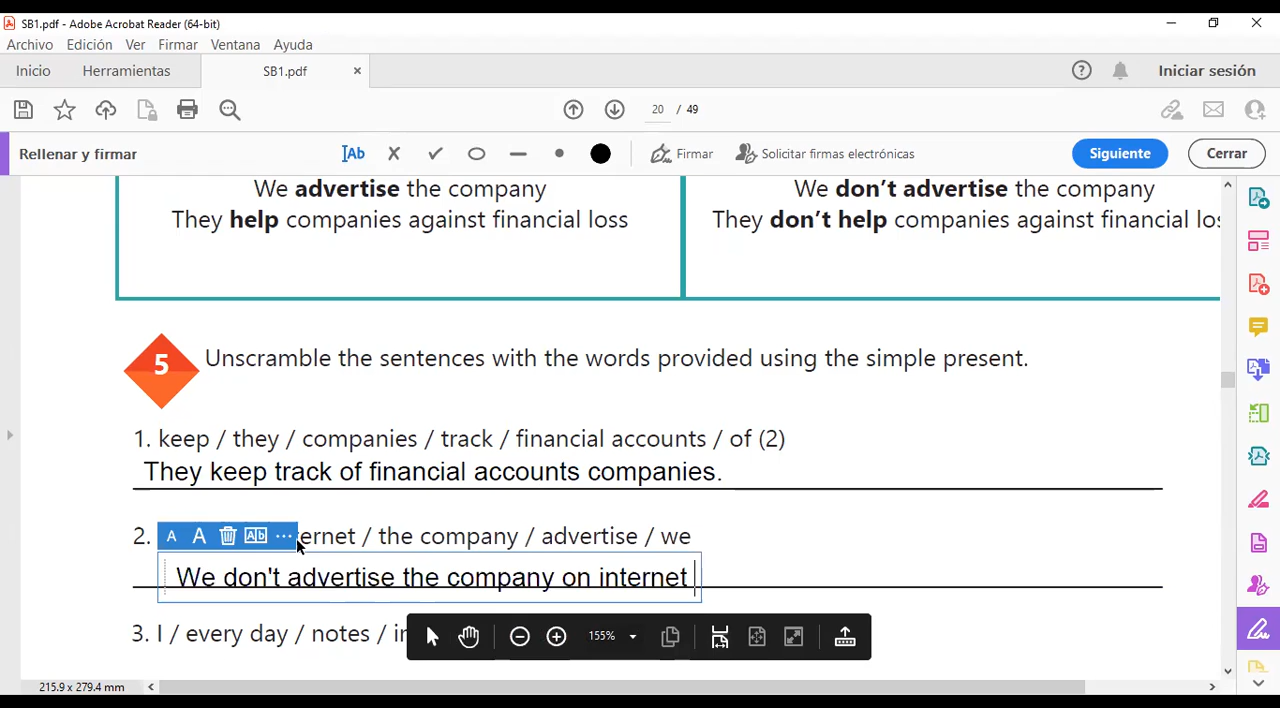 SB1.pdf - Adobe Acrobat Reader (64-bit)
Archivo Edición Ver Firmar Ventana Ayuda
Inicio Herramientas SB1.pdf × Iniciar sesión
20 / 49
Rellenar y firmar Ab Firmar Solicitar firmas electrónicas Siguiente Cerrar
We advertise the company We don't advertise the company
They help companies against financial loss They don't help companies against financial los
5 Unscramble the sentences with the words provided using the simple present.
1. keep / they / companies / track / financial accounts / of (2)
They keep track of financial accounts companies.
2. A A Ab ... ernet / the company / advertise / we
We don't advertise the company on internet
3. I / every day / notes / in
155%
215.9 x 279.4 mm